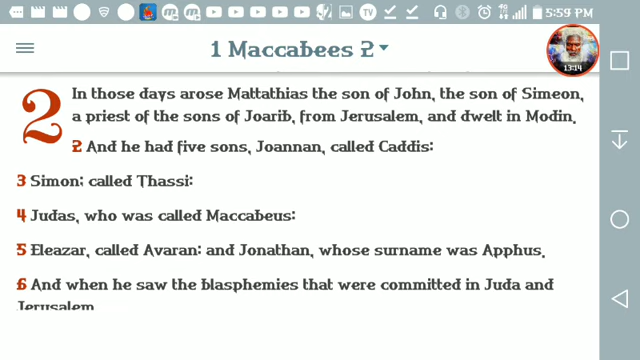 5:59 PM
1 Maccabees 2
13:14
2 In those days arose Mattathias the son of John, the son of Simeon,
a priest of the sons of Joarib, from Jerusalem, and dwelt in Modin.
2 And he had five sons, Joannan, called Caddis:
3 Simon; called Thassi:
4 Judas, who was called Maccabeus:
5 Eleazar, called Avaran: and Jonathan, whose surname was Apphus.
6 And when he saw the blasphemies that were committed in Juda and
Jerusalem